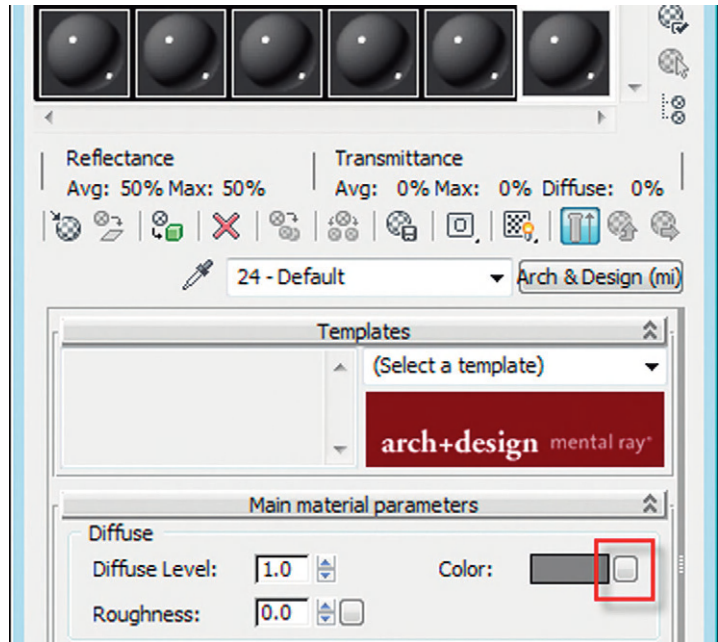 Reflectance Transmittance
Avg: 50% Max: 50% Avg: 0% Max: 0% Diffuse: 0%
24 - Default Arch & Design (mi)
Templates
(Select a template)
arch+design mental ray
Main material parameters
Diffuse
Diffuse Level: 1.0 Color:
Roughness: 0.0